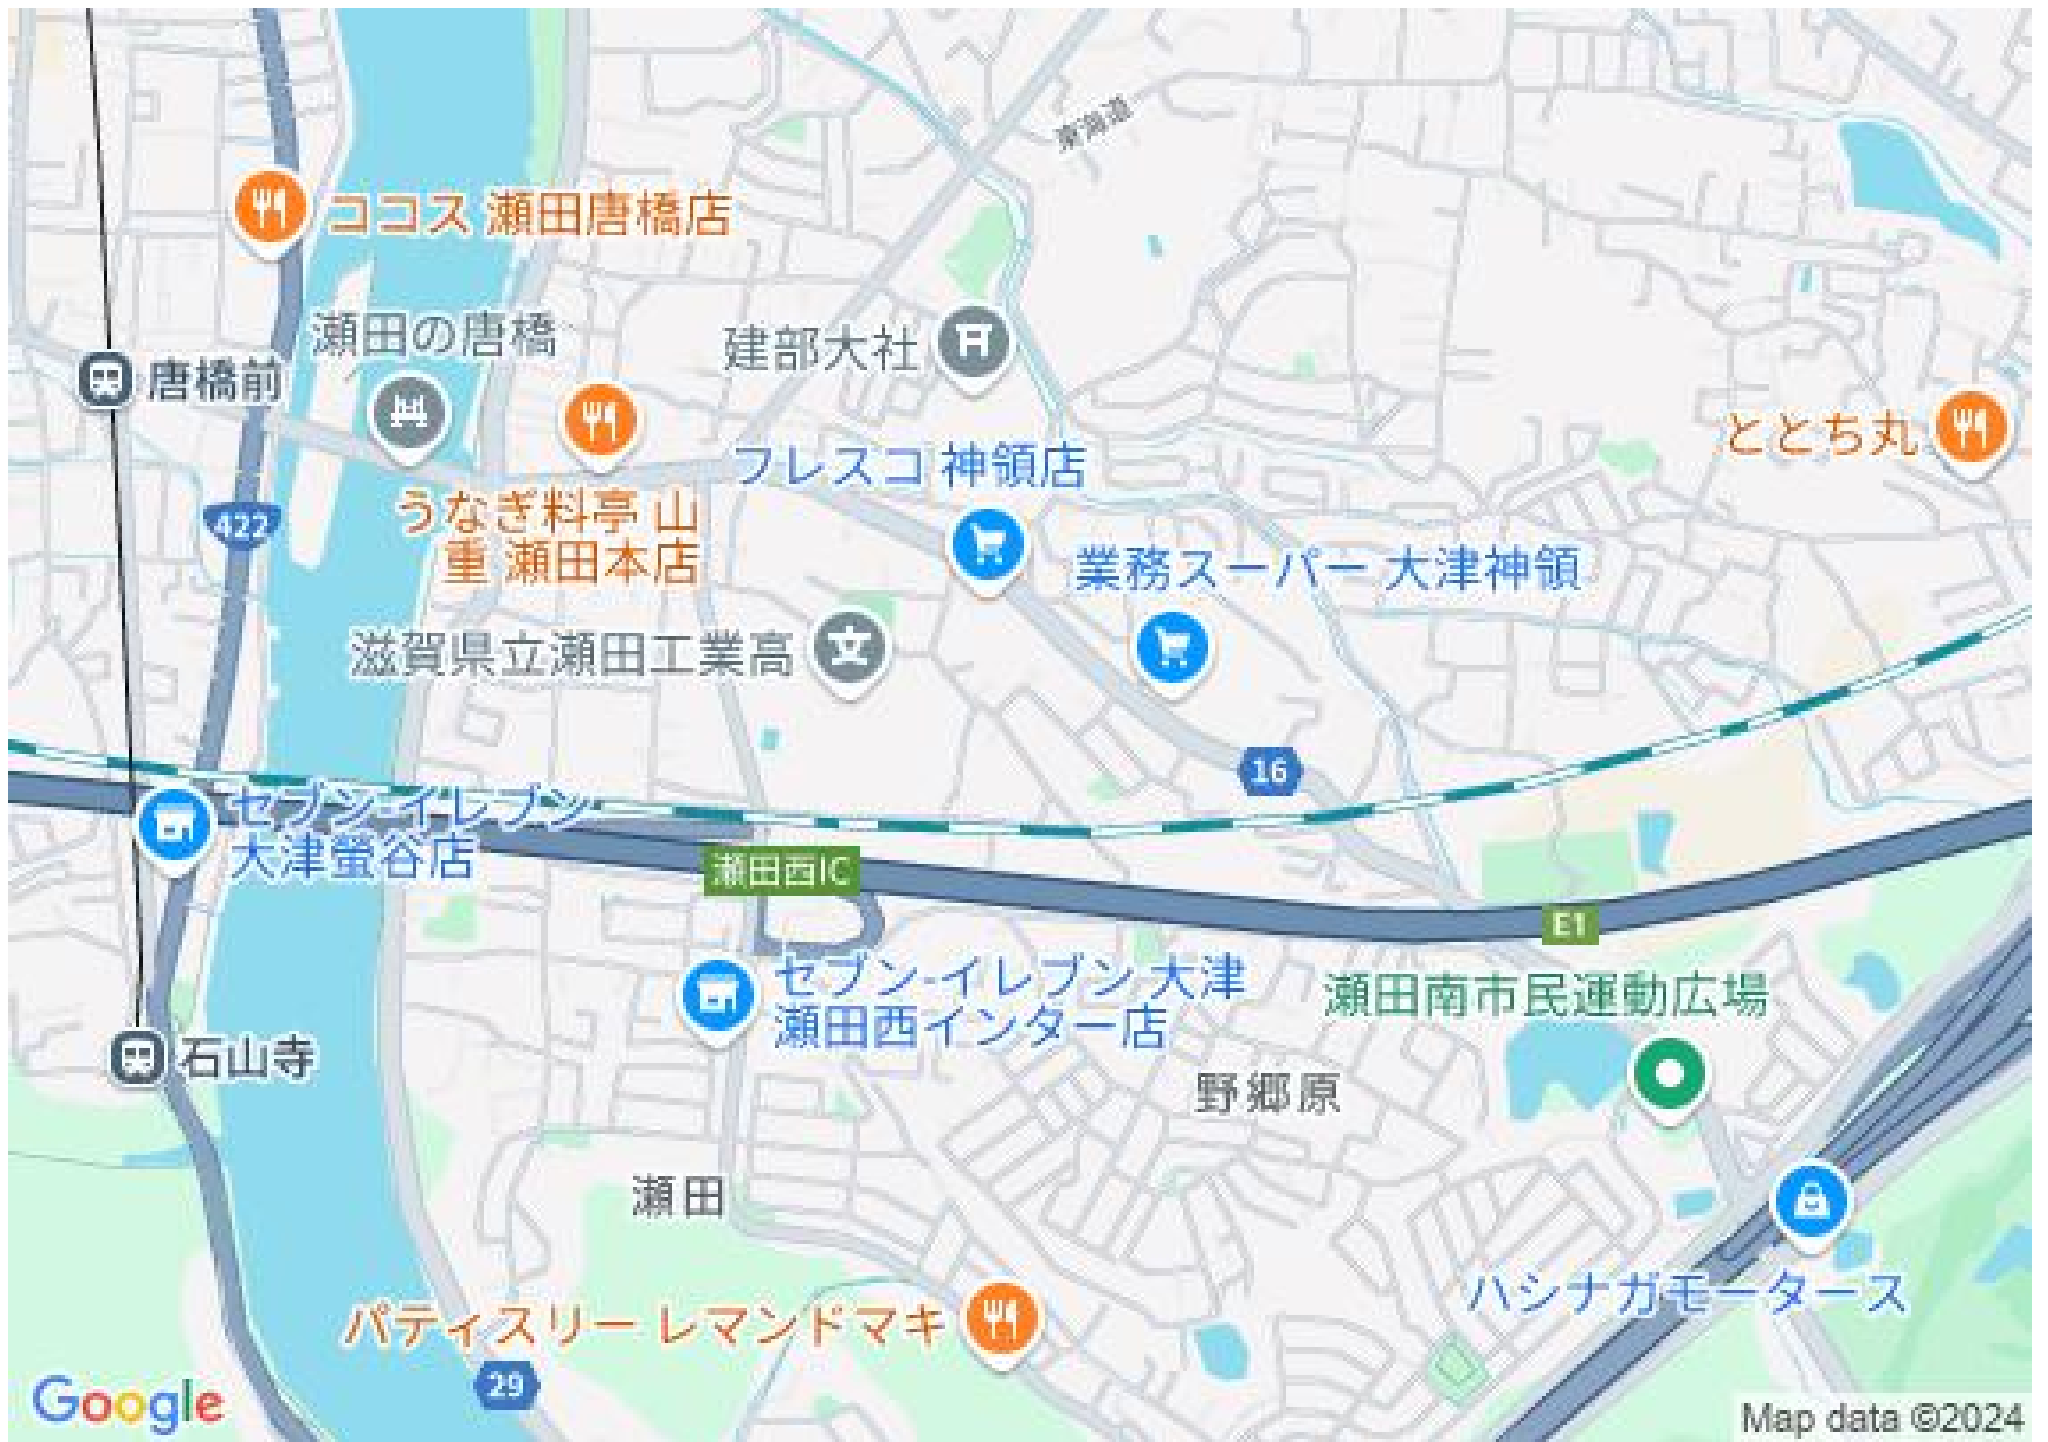 東海道
ココス 瀬田唐橋店
瀬田の唐橋
建部大社
唐橋前
ととち丸
フレスコ 神領店
うなぎ料亭 山
重 瀬田本店
422
業務スーパー 大津神領
滋賀県立瀬田工業高
16
セブン-イレブン
大津螢谷店
瀬田西IC
E1
セブン-イレブン 大津
瀬田西インター店
瀬田南市民運動広場
石山寺
野郷原
瀬田
ハシナガモータース
パティスリー レマンドマキ
29
Google
Map data ©2024